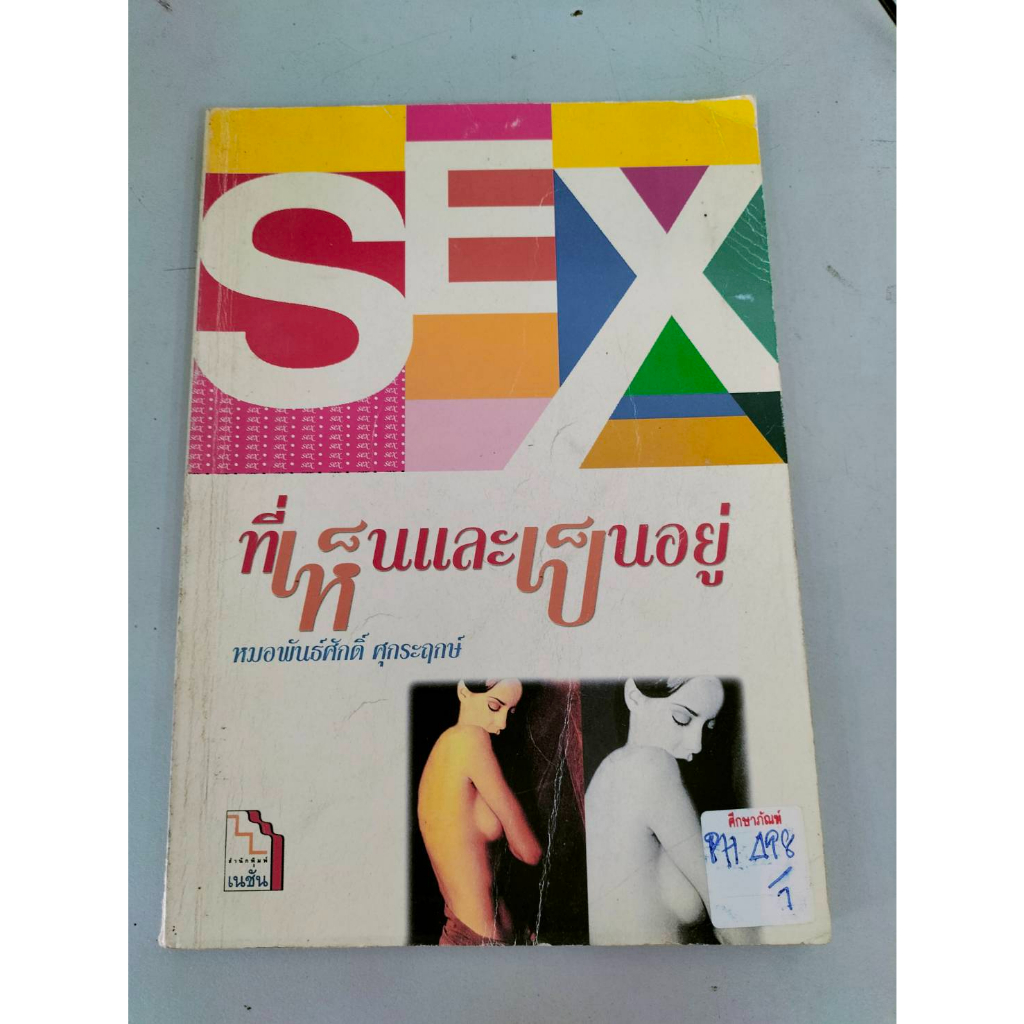 SEX
ที่เห็นและเป็นอยู่
หมอพันธ์ศักดิ์ ศุกระฤกษ์
สำนักพิมพ์
เนชั่น
ศึกษาภัณฑ์